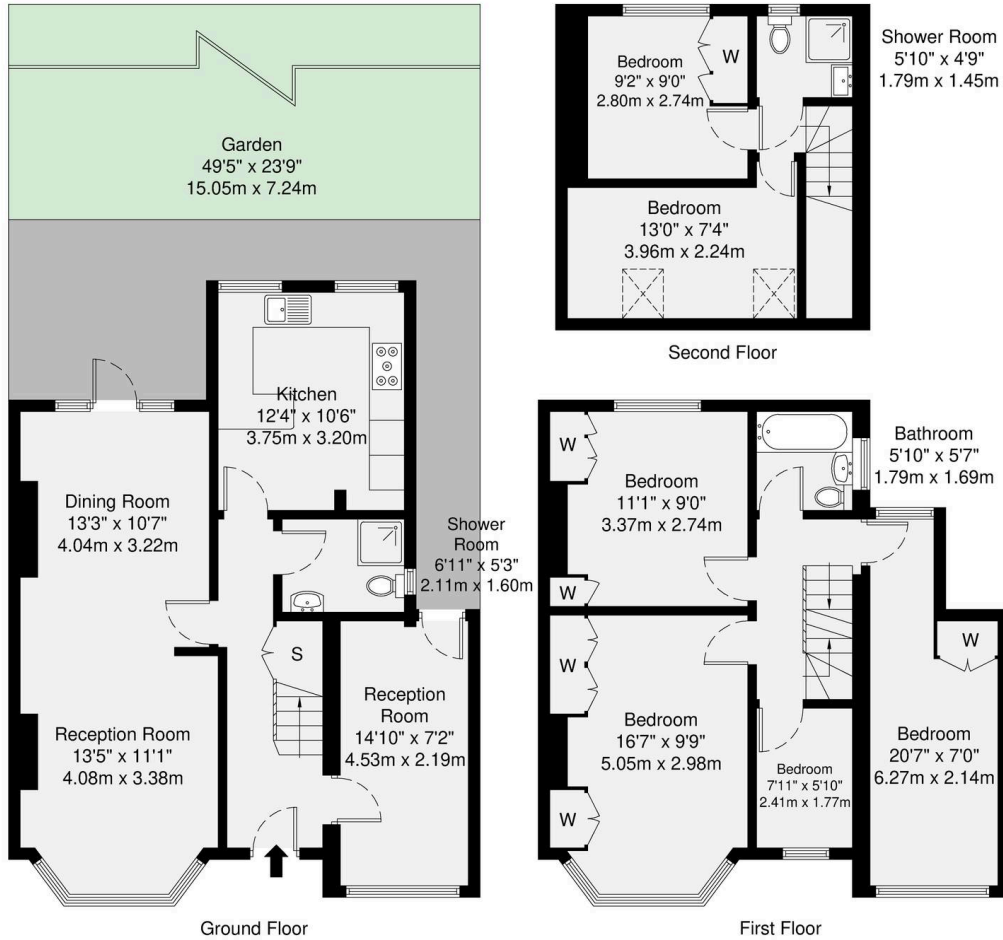 Garden
49'5" x 23'9"
15.05m x 7.24m
Kitchen
12'4" x 10'6"
3.75m x 3.20m
Dining Room
13'3" x 10'7"
4.04m x 3.22m
Shower
Room
6'11" x 5'3"
2.11m x 1.60m
S
Reception Room
13'5" x 11'1"
4.08m x 3.38m
Reception
Room
14'10" x 7'2"
4.53m x 2.19m
Ground Floor
Bedroom
9'2" x 9'0"
2.80m x 2.74m
W
Shower Room
5'10" x 4'9"
1.79m x 1.45m
Bedroom
13'0" x 7'4"
3.96m x 2.24m
Second Floor
W
Bedroom
11'1" x 9'0"
3.37m x 2.74m
W
Bathroom
5'10" x 5'7"
1.79m x 1.69m
W
Bedroom
16'7" x 9'9"
5.05m x 2.98m
W
Bedroom
7'11" x 5'10"
2.41m x 1.77m
W
Bedroom
20'7" x 7'0"
6.27m x 2.14m
First Floor